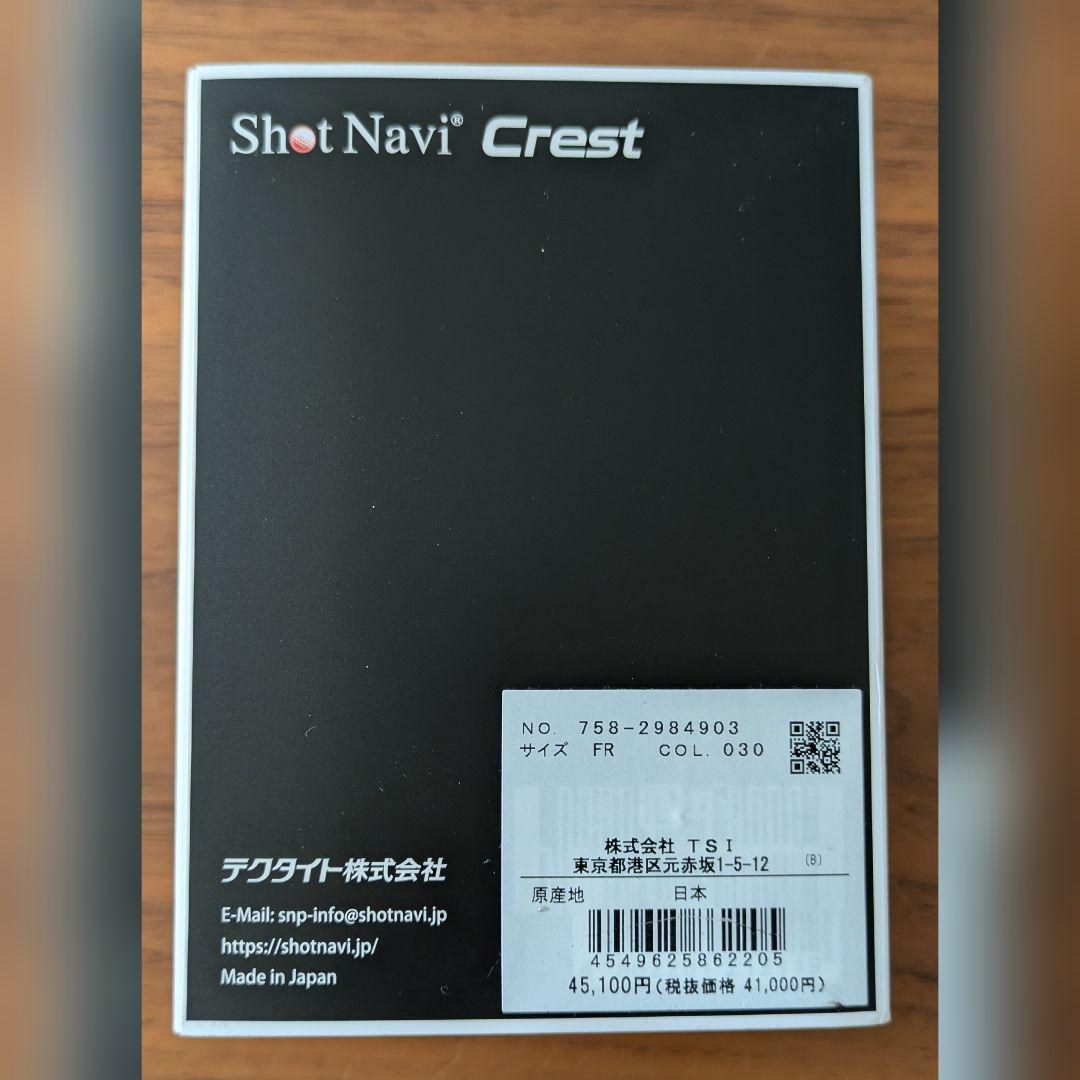 Shot Navi® Crest
NO. 758-2984903
サイズ FR COL. 030
株式会社 TSI
東京都港区元赤坂1-5-12 (B)
原産地 日本
4549625862205
45,100円(税抜価格 41,000円)
テクタイト株式会社
E-Mail: snp-info@shotnavi.jp
https://shotnavi.jp/
Made in Japan